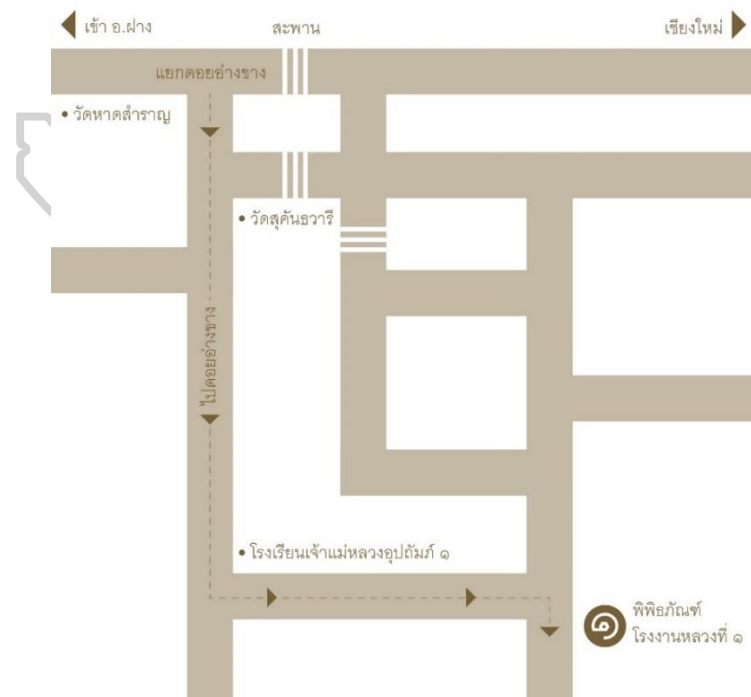 เข้า อ.ฝาง
สะพาน
เชียงใหม่
แยกดอยอ่างขาง
• วัดหาดสำราญ
• วัดสุคันธวารี
ไปดอยอ่างขาง
• โรงเรียนเจ้าแม่หลวงอุปถัมภ์ ๑
๑
พิพิธภัณฑ์
โรงงานหลวงที่ ๑